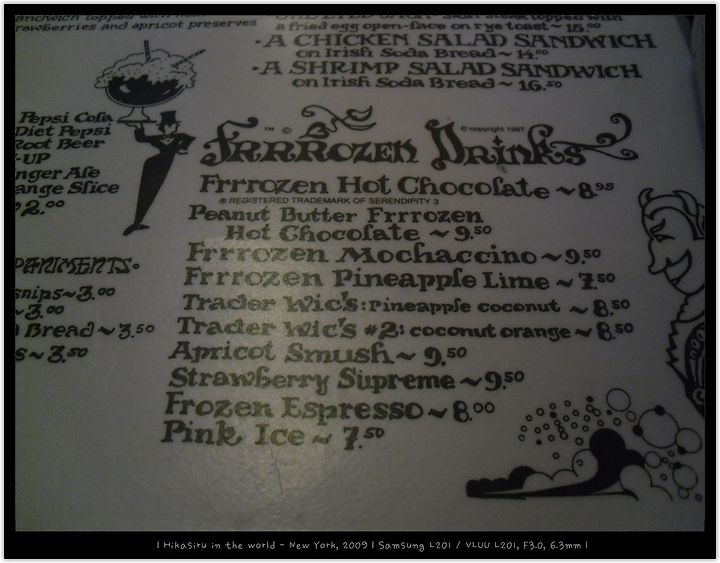 sandwich topped with
rawberries and apricot preserves
a fried egg open-face on rye toast ~ 15.00
· A CHICKEN SALAD SANDWICH
on Irish Soda Bread ~ 14.00
· A SHRIMP SALAD SANDWICH
on Irish Soda Bread ~ 16.50
Pepsi Cola
Diet Pepsi
Root Beer
-UP
nger Ale
ange Slice
2.00
PANIMENTS·
snips ~ 3.00
~ 3.00
Bread ~ 3.50
s ~ 3.50
™ © © copyright 1997
FRRROZEN DRINKS
Frrrozen Hot Chocolate ~ 8.95
® REGISTERED TRADEMARK OF SERENDIPITY 3
Peanut Butter Frrrozen
Hot Chocolate ~ 9.50
Frrrozen Mochaccino ~ 9.50
Frrrozen Pineapple Lime ~ 7.50
Trader Wic's: Pineapple coconut ~ 8.50
Trader Wic's #2: coconut orange ~ 8.50
Apricot Smush ~ 9.50
Strawberry Supreme ~ 9.50
Frozen Espresso ~ 8.00
Pink Ice ~ 7.50
| Hikasiru in the world - New York, 2009 | Samsung L201 / VLUU L201, F3.0, 6.3mm |